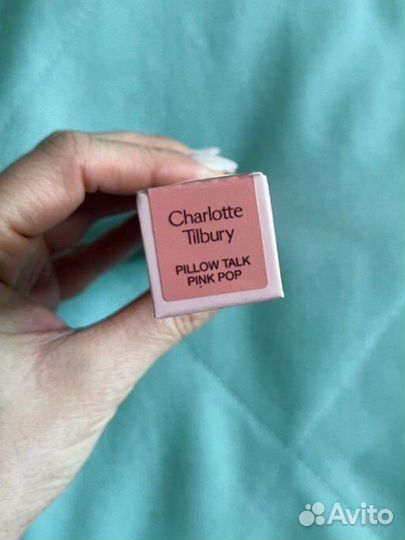 Charlotte
Tilbury
PILLOW TALK
PINK POP
Avito